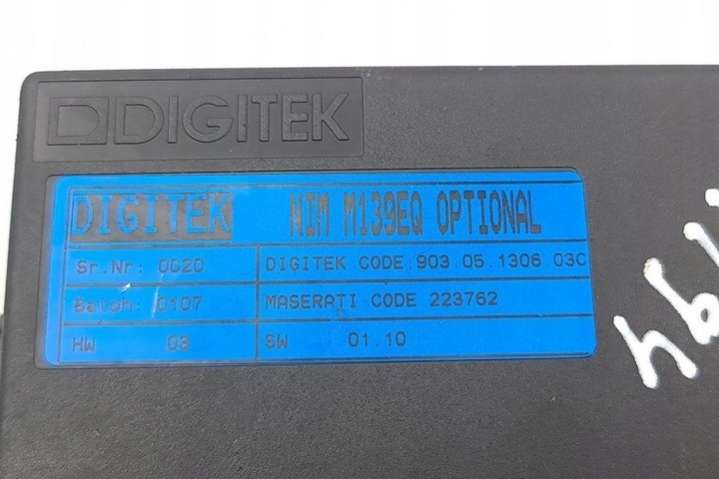 DIGITEK
DIGITEK NIM M139EQ OPTIONAL
Sr.Nr: 0020 DIGITEK CODE 903 05 1306 03C
Batch: 0107 MASERATI CODE 223762
HW 03 SW 01.10